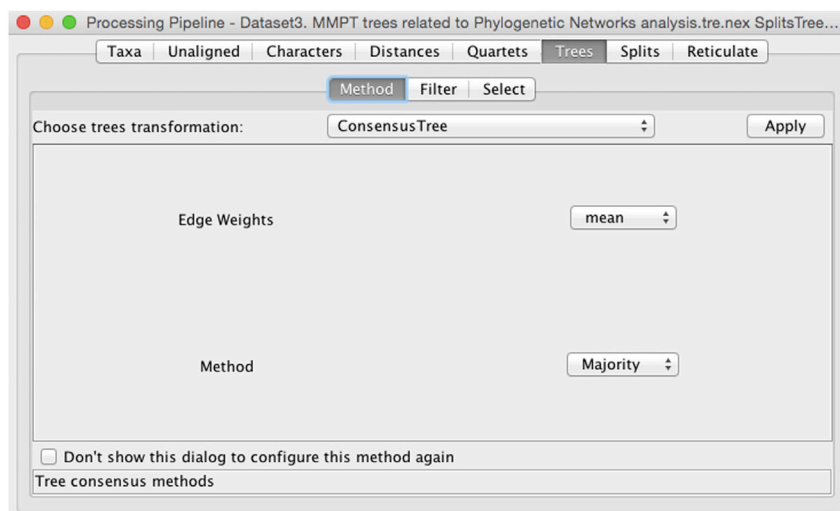 Processing Pipeline - Dataset3. MMPT trees related to Phylogenetic Networks analysis.tre.nex SplitsTree...
Taxa Unaligned Characters Distances Quartets Trees Splits Reticulate
Method Filter Select
Choose trees transformation: ConsensusTree Apply
Edge Weights mean
Method Majority
Don't show this dialog to configure this method again
Tree consensus methods